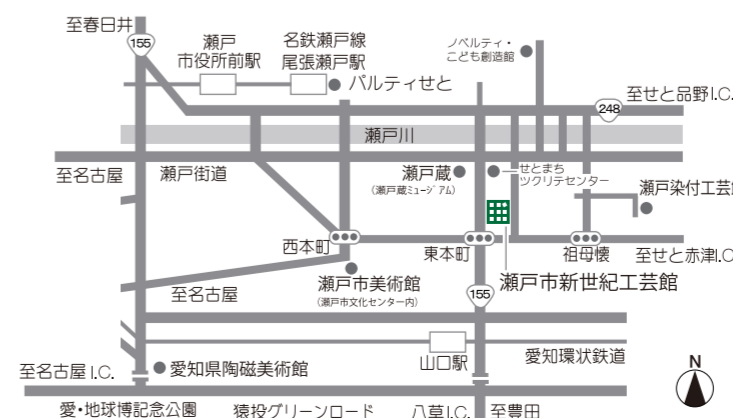 至春日井
155
瀬戸
市役所前駅
名鉄瀬戸線
尾張瀬戸駅
パルティせと
ノベルティ・
こども創造館
248
至せと品野I.C.
瀬戸川
至名古屋
瀬戸街道
瀬戸蔵
(瀬戸蔵ミュージアム)
せとまち
ツクリテセンター
瀬戸染付工芸館
西本町
東本町
祖母懐
至せと赤津I.C.
瀬戸市美術館
(瀬戸市文化センター内)
瀬戸市新世紀工芸館
至名古屋
155
山口駅
愛知環状鉄道
至名古屋I.C.
愛知県陶磁美術館
N
愛・地球博記念公園
猿投グリーンロード
八草I.C.
至豊田